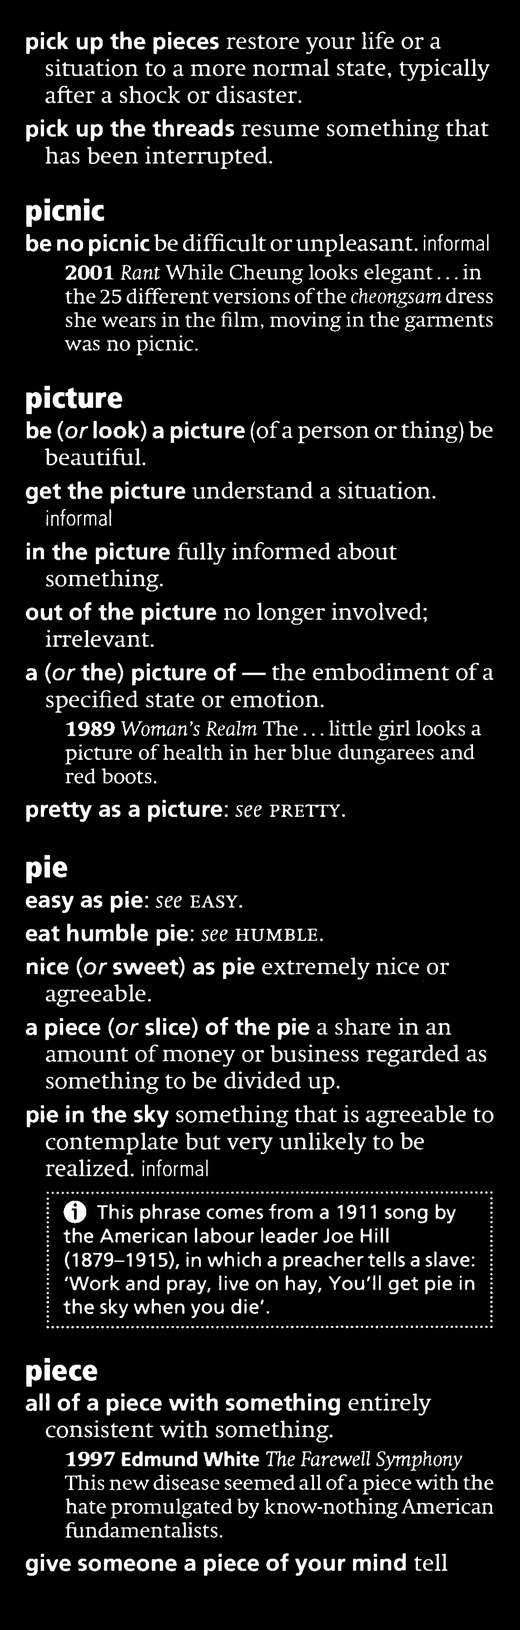 pick up the pieces restore your life or a
situation to a more normal state, typically
after a shock or disaster.
pick up the threads resume something that
has been interrupted.
picnic
be no picnic be difficult or unpleasant. informal
2001 Rant While Cheung looks elegant... in
the 25 different versions of the cheongsam dress
she wears in the film, moving in the garments
was no picnic.
picture
be (or look) a picture (of a person or thing) be
beautiful.
get the picture understand a situation.
informal
in the picture fully informed about
something.
out of the picture no longer involved;
irrelevant.
a (or the) picture of — the embodiment of a
specified state or emotion.
1989 Woman's Realm The... little girl looks a
picture of health in her blue dungarees and
red boots.
pretty as a picture: see PRETTY.
pie
easy as pie: see EASY.
eat humble pie: see HUMBLE.
nice (or sweet) as pie extremely nice or
agreeable.
a piece (or slice) of the pie a share in an
amount of money or business regarded as
something to be divided up.
pie in the sky something that is agreeable to
contemplate but very unlikely to be
realized. informal
i This phrase comes from a 1911 song by
the American labour leader Joe Hill
(1879–1915), in which a preacher tells a slave:
'Work and pray, live on hay, You'll get pie in
the sky when you die'.
piece
all of a piece with something entirely
consistent with something.
1997 Edmund White The Farewell Symphony
This new disease seemed all of a piece with the
hate promulgated by know-nothing American
fundamentalists.
give someone a piece of your mind tell